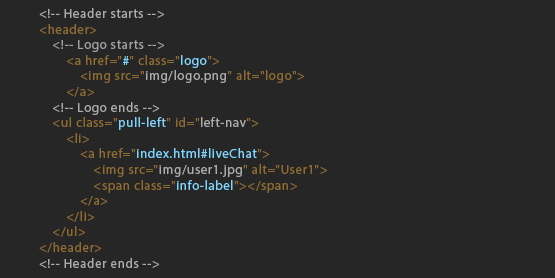 <!-- Header starts -->
<header>
<!-- Logo starts -->
<a href="#" class="logo">
<img src="img/logo.png" alt="logo">
</a>
<!-- Logo ends -->
<ul class="pull-left" id="left-nav">
<li>
<a href="index.html#liveChat">
<img src="img/user1.jpg" alt="User1">
<span class="info-label"></span>
</a>
</li>
</ul>
</header>
<!-- Header ends -->